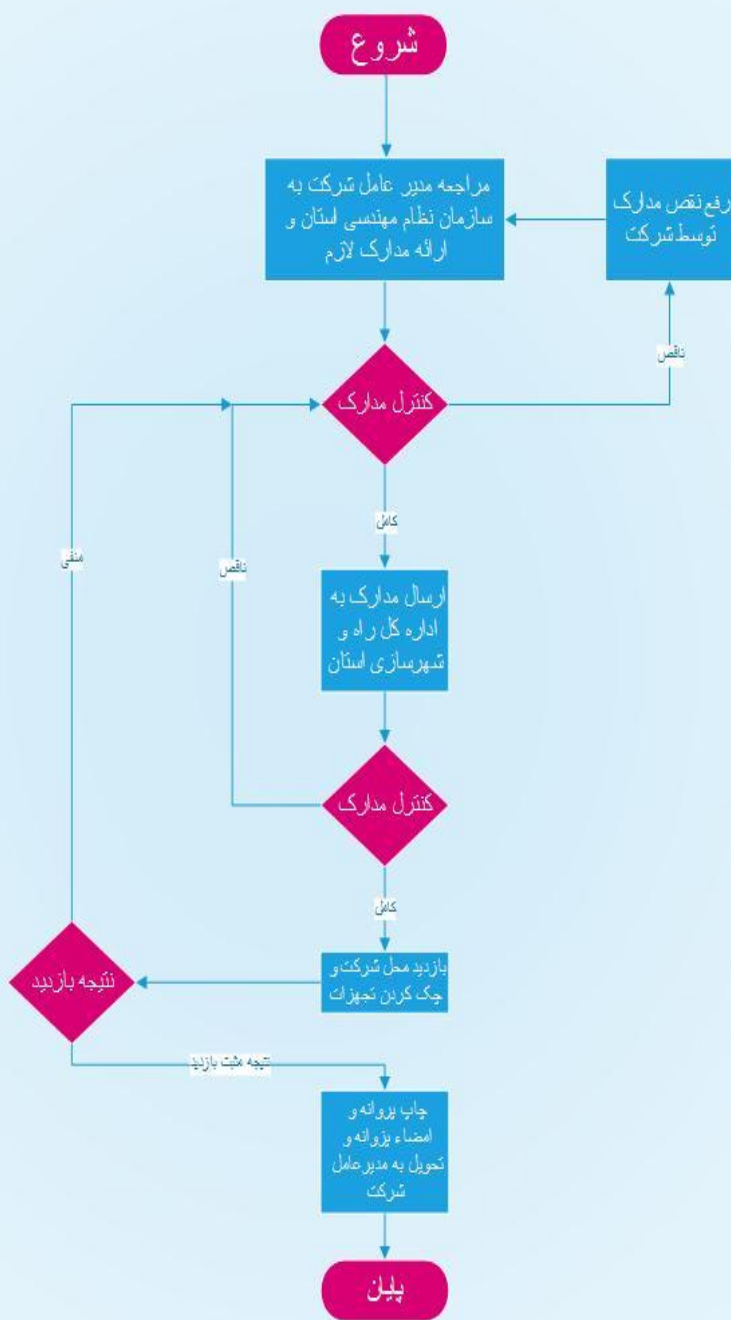 شروع
مراجعه مدیر عامل شرکت به
سازمان نظام مهندسی استان و
ارائه مدارک لازم
رفع نقص مدارک
توسط شرکت
ناقص
کنترل مدارک
کامل
منفی
ناقص
ارسال مدارک به
اداره کل راه و
شهرسازی استان
کنترل مدارک
کامل
بازدید محل شرکت و
چک کردن تجهزات
نتیجه بازدید
نتیجه مثبت بازدید
چاپ پروانه و
امضاء پزوانه و
تحویل به مدیرعامل
شرکت
پایان